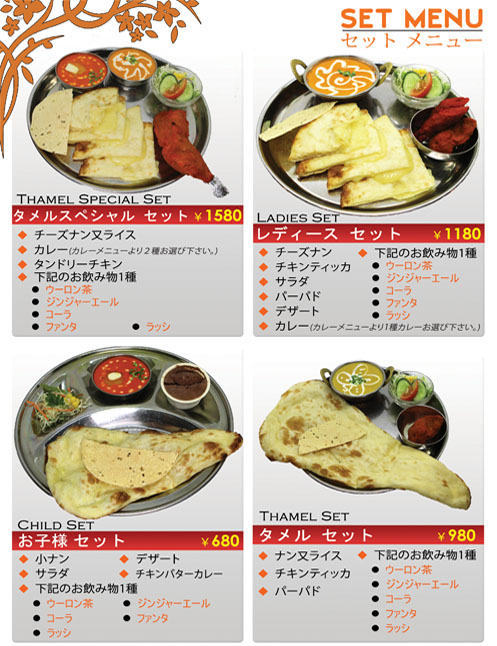 SET MENU
セット メニュー
THAMEL SPECIAL SET
タメルスペシャル セット ¥1580
◆ チーズナン又ライス
◆ カレー(カレーメニューより2種お選び下さい。)
◆ タンドリーチキン
◆ 下記のお飲み物1種
● ウーロン茶
● ジンジャーエール
● コーラ
● ファンタ ● ラッシ
LADIES SET
レディース セット ¥1180
◆ チーズナン
◆ チキンティッカ
◆ サラダ
◆ パーパド
◆ デザート
◆ カレー(カレーメニューより1種カレーお選び下さい。)
◆ 下記のお飲み物1種
● ウーロン茶
● ジンジャーエール
● コーラ
● ファンタ
● ラッシ
CHILD SET
お子様 セット ¥680
◆ 小ナン ◆ デザート
◆ サラダ ◆ チキンバターカレー
◆ 下記のお飲み物1種
● ウーロン茶 ● ジンジャーエール
● コーラ ● ファンタ
● ラッシ
THAMEL SET
タメル セット ¥980
◆ ナン又ライス
◆ チキンティッカ
◆ パーパド
◆ 下記のお飲み物1種
● ウーロン茶
● ジンジャーエール
● コーラ
● ファンタ
● ラッシ